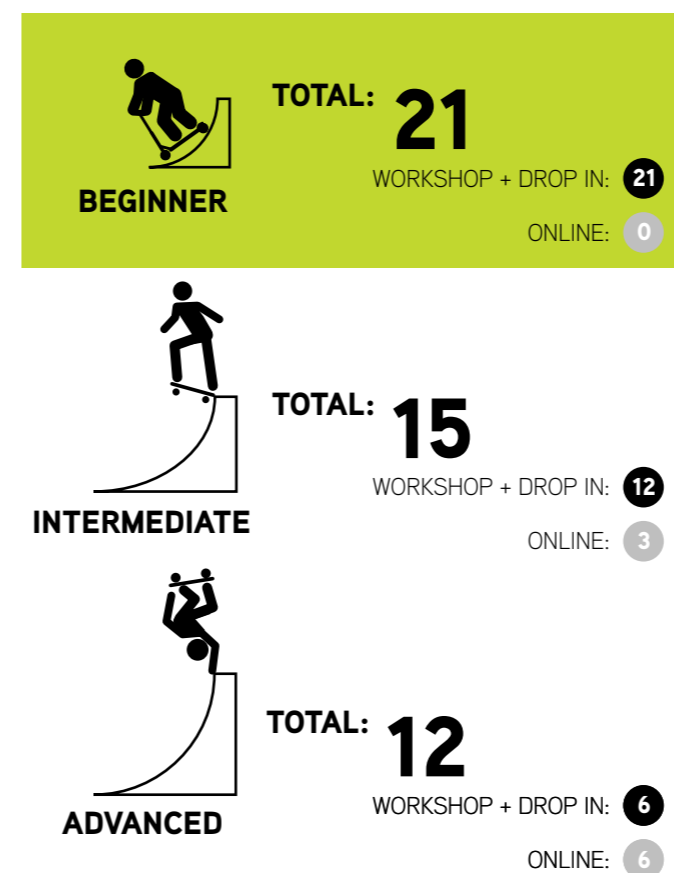 TOTAL: 21
WORKSHOP + DROP IN: 21
BEGINNER
ONLINE: 0
TOTAL: 15
WORKSHOP + DROP IN: 12
INTERMEDIATE
ONLINE: 3
TOTAL: 12
WORKSHOP + DROP IN: 6
ADVANCED
ONLINE: 6